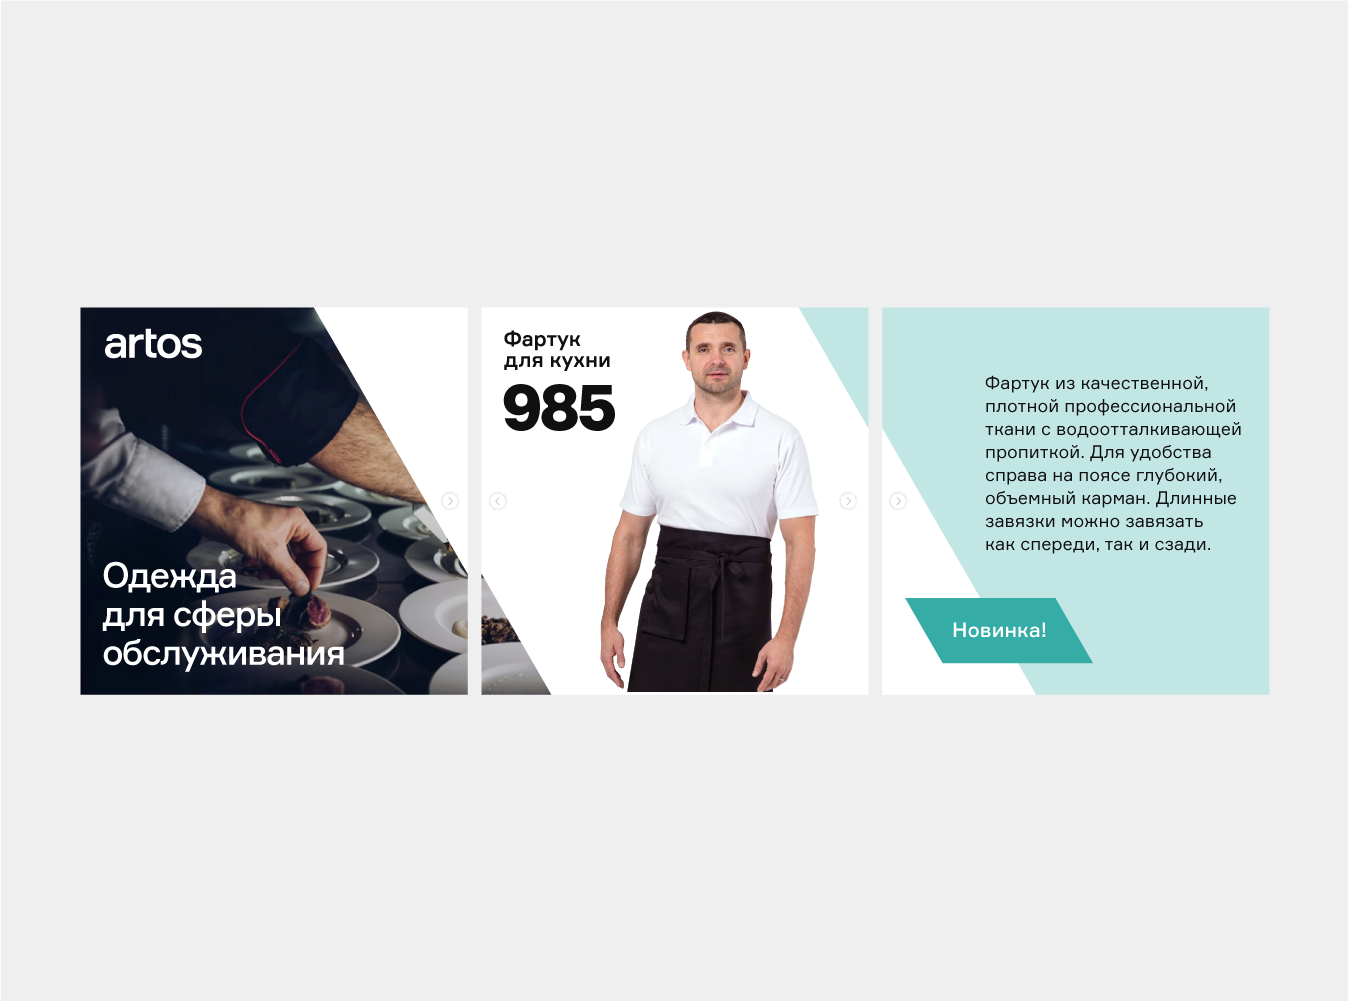 artos
Одежда
для сферы
обслуживания
Фартук
для кухни
985
Фартук из качественной,
плотной профессиональной
ткани с водоотталкивающей
пропиткой. Для удобства
справа на поясе глубокий,
объемный карман. Длинные
завязки можно завязать
как спереди, так и сзади.
Новинка!